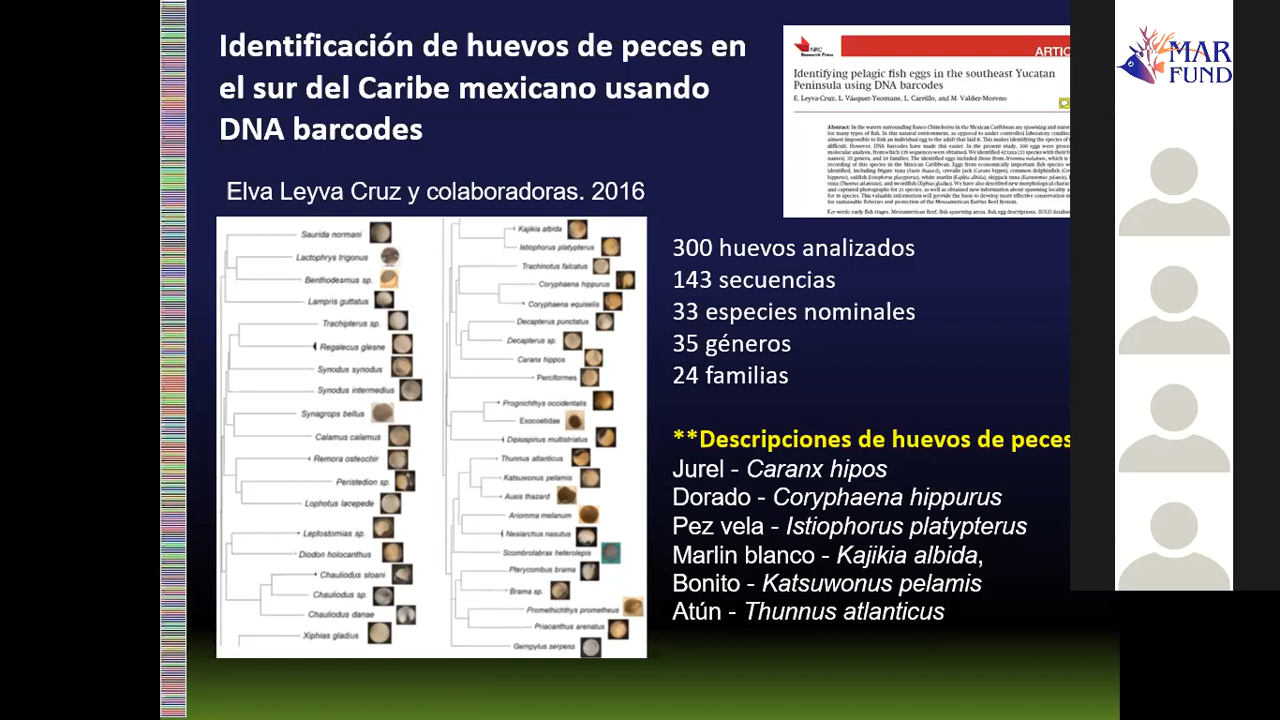 Identificación de huevos de peces en
el sur del Caribe mexicano usando
DNA barcodes
Elva Leyva Cruz y colaboradoras. 2016
NRC
Research Press
ARTIC
Identifying pelagic fish eggs in the southeast Yucatan
Peninsula using DNA barcodes
E. Leyva-Cruz, L. Vásquez-Yeomans, L. Carrillo, and M. Valdez-Moreno
MAR
FUND
Saurida normani
Lactophrys trigonus
Benthodesmus sp.
Lampris guttatus
Trachipterus sp.
Regalecus glesne
Synodus synodus
Synodus intermedius
Synagrops bellus
Calamus calamus
Remora osteochir
Peristedion sp.
Lophotus lacepede
Leptostomias sp.
Diodon holocanthus
Chauliodus sloani
Chauliodus sp.
Chauliodus danae
Xiphias gladius
Kajikia albida
Istiophorus platypterus
Trachinotus falcatus
Coryphaena hippurus
Coryphaena equiselis
Decapterus punctatus
Decapterus sp.
Caranx hippos
Perciformes
Prognichthys occidentalis
Exocoetidae
Diplospinus multistriatus
Thunnus atlanticus
Katsuwonus pelamis
Auxis thazard
Ariomma melanum
Nesiarchus nasutus
Scombrolabrax heterolepis
Pterycombus brama
Brama sp.
Promethichthys prometheus
Priacanthus arenatus
Gempylus serpens
300 huevos analizados
143 secuencias
33 especies nominales
35 géneros
24 familias
**Descripciones de huevos de peces
Jurel - Caranx hipos
Dorado - Coryphaena hippurus
Pez vela - Istiophorus platypterus
Marlin blanco - Kajikia albida,
Bonito - Katsuwonus pelamis
Atún - Thunnus atlanticus